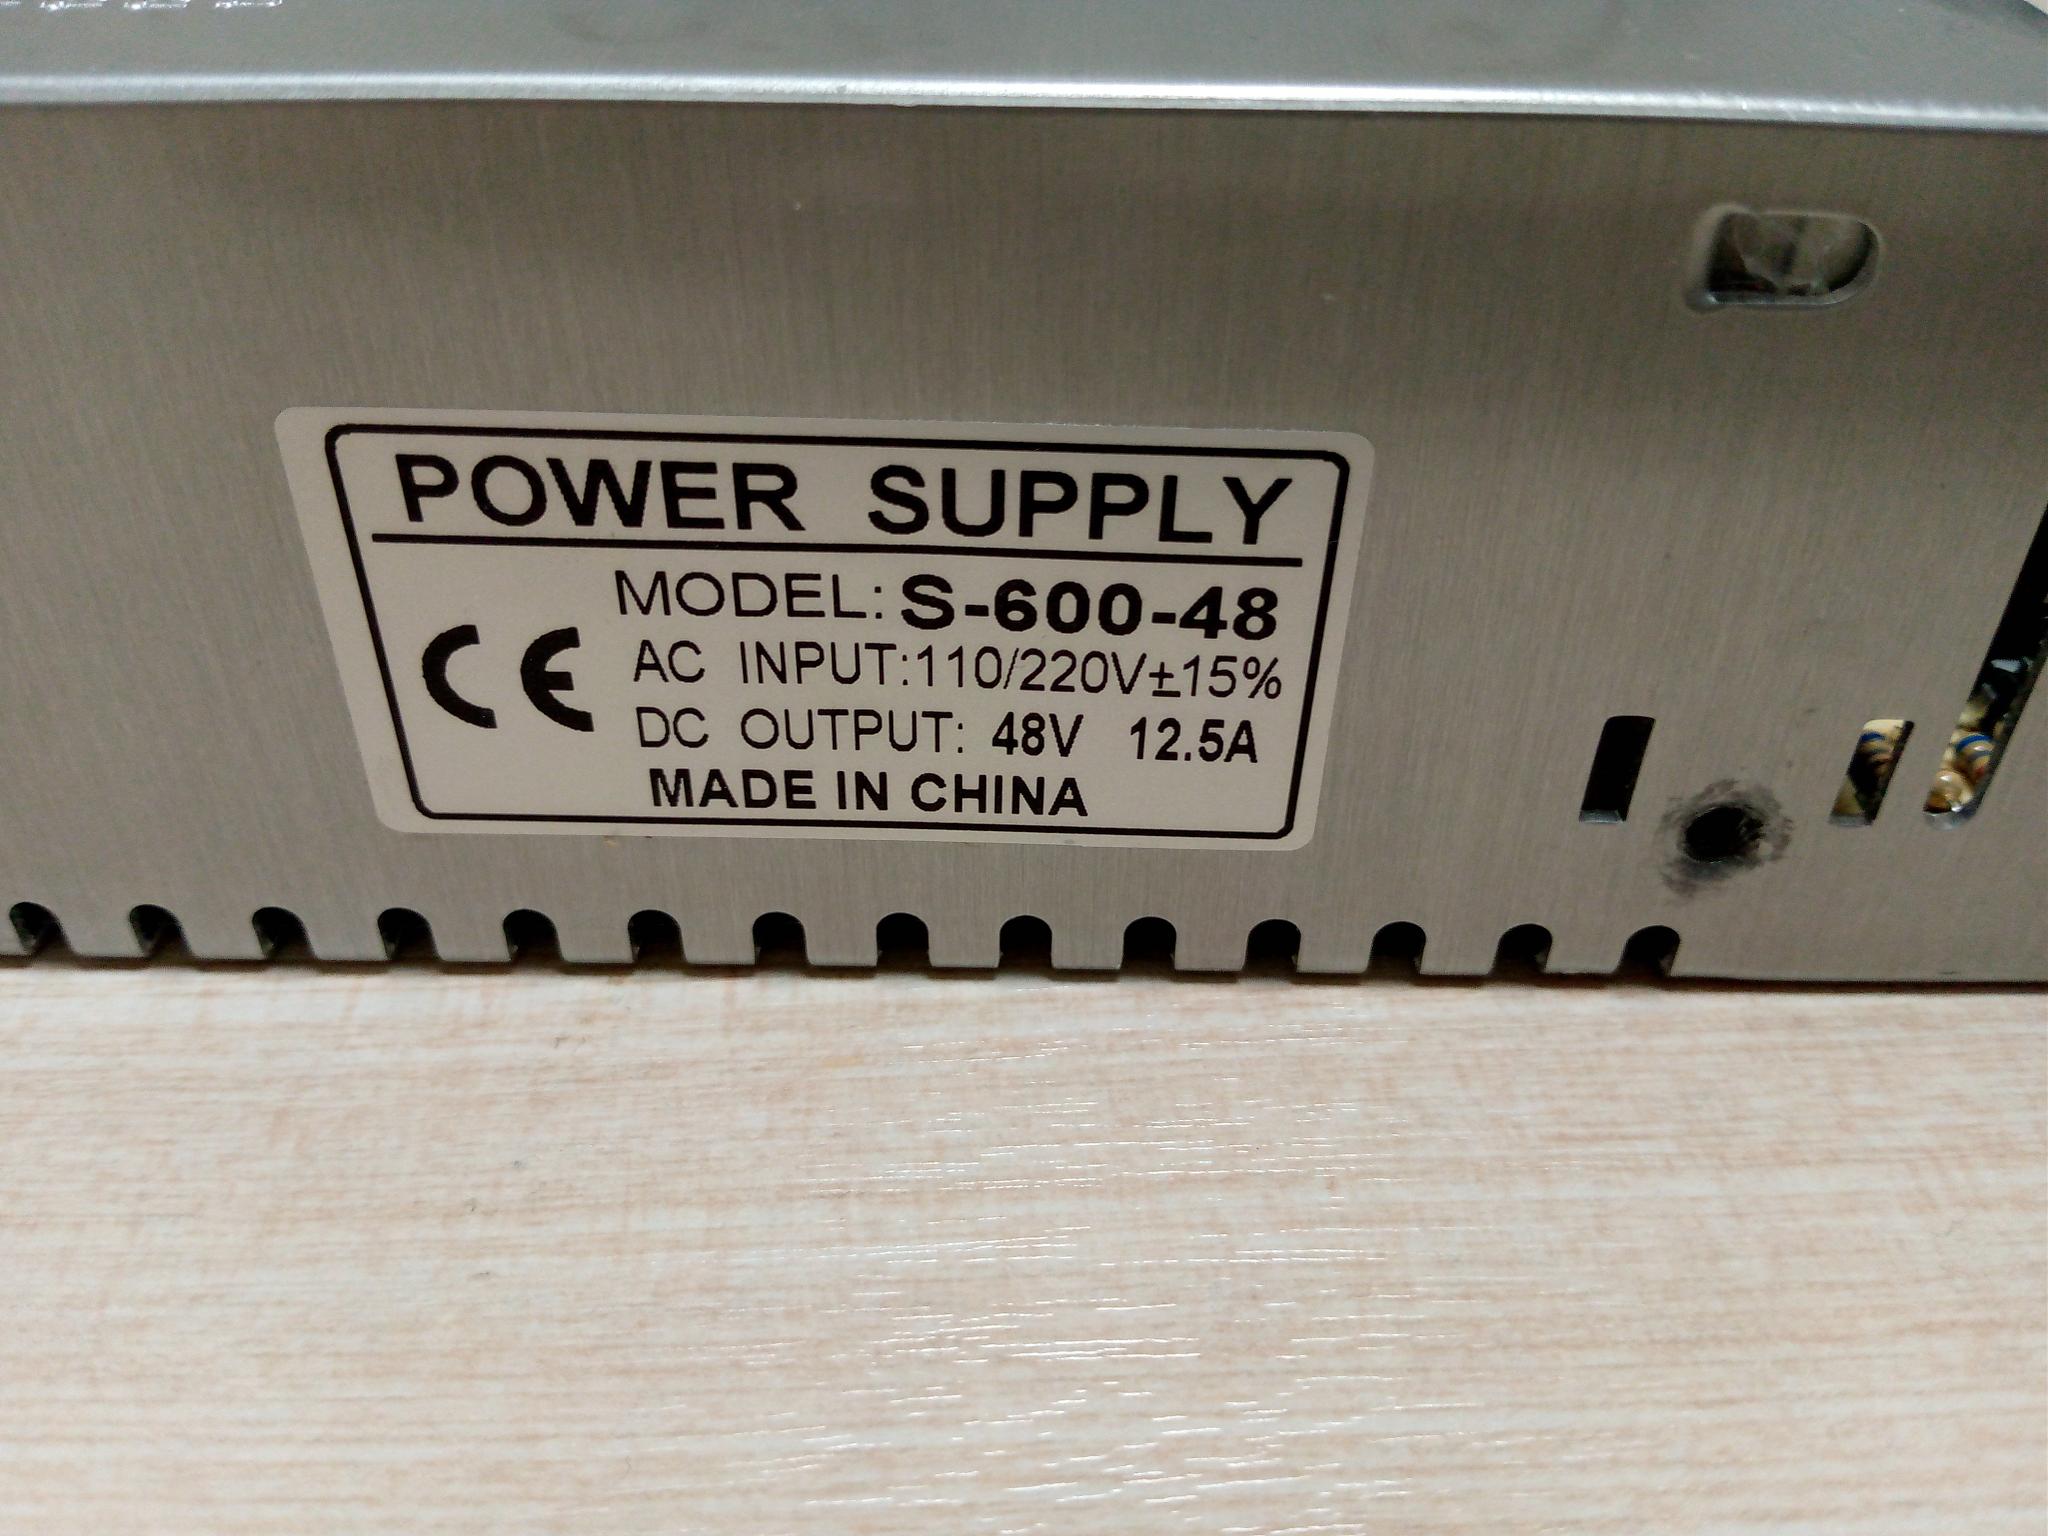 POWER SUPPLY
MODEL: S-600-48
CE
AC INPUT:110/220V±15%
DC OUTPUT: 48V 12.5A
MADE IN CHINA